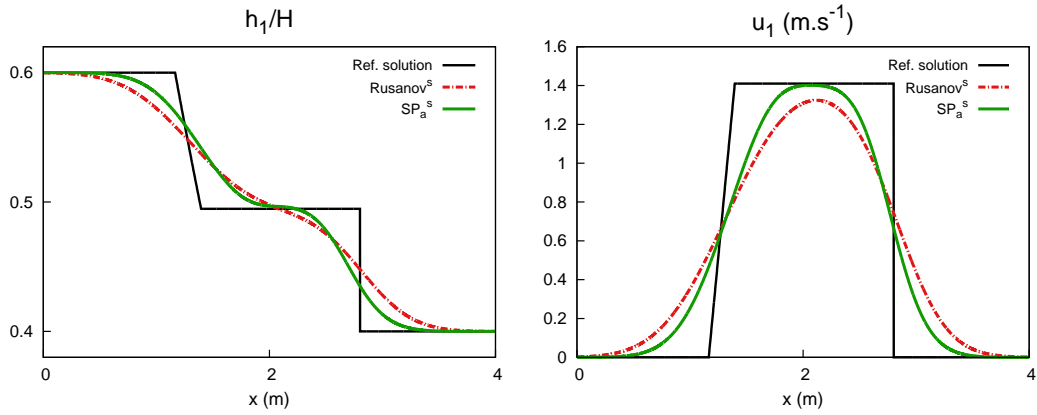 h₁/H
0.6
0.5
0.4
0
2
4
x (m)
Ref. solution
Rusanovˢ
SPₐˢ
u₁ (m.s⁻¹)
1.6
1.4
1.2
1
0.8
0.6
0.4
0.2
0
0
2
4
x (m)
Ref. solution
Rusanovˢ
SPₐˢ